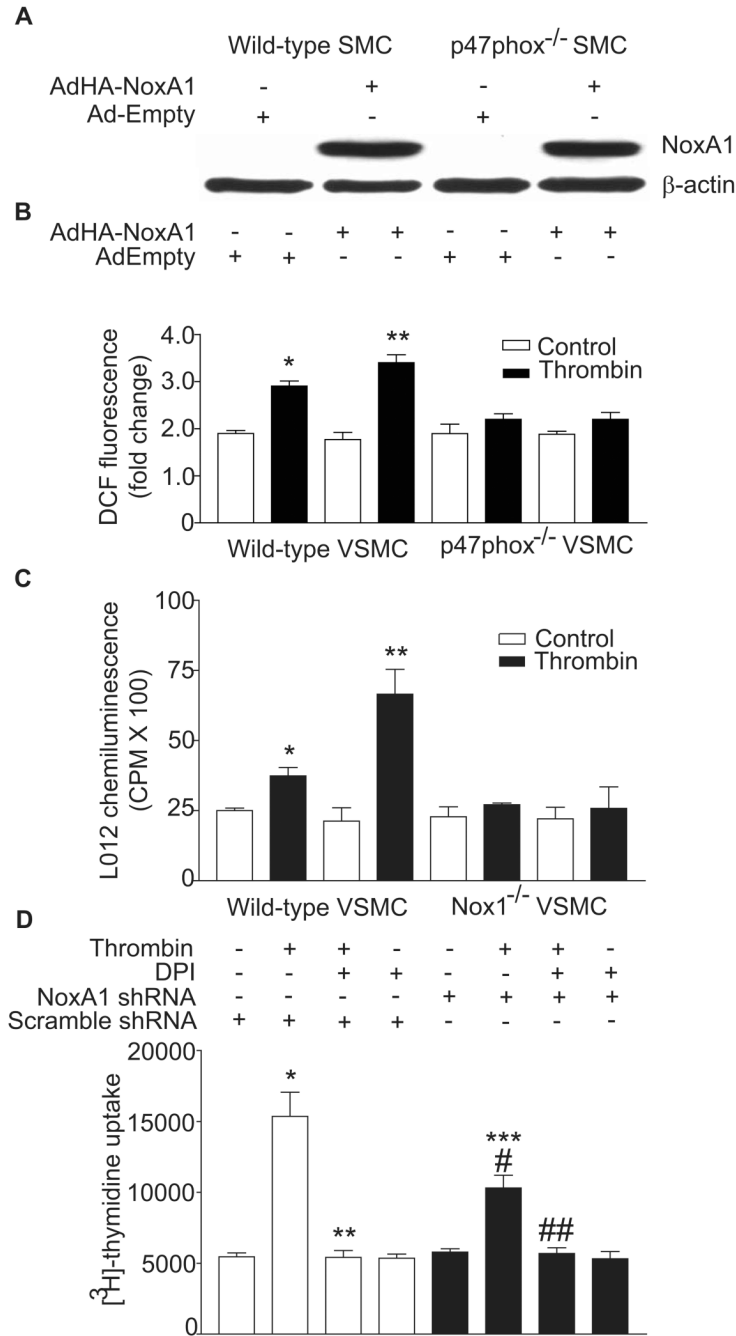 A
Wild-type SMC p47phox-/- SMC
AdHA-NoxA1 - + - +
Ad-Empty + - + -
NoxA1
β-actin
B
AdHA-NoxA1 - - + + - - + +
AdEmpty + + - - + + - -
DCF fluorescence
(fold change)
4.0
3.0
2.0
1.0
0
* **
Control
Thrombin
Wild-type VSMC p47phox-/- VSMC
C
L012 chemiluminescence
(CPM X 100)
100
75
50
25
0
* **
Control
Thrombin
Wild-type VSMC Nox1-/- VSMC
D
Thrombin - + + - - + + -
DPI - - + + - - + +
NoxA1 shRNA - - - - + + + +
Scramble shRNA + + + + - - - -
[3H]-thymidine uptake
20000
15000
10000
5000
0
*
**
***
#
##